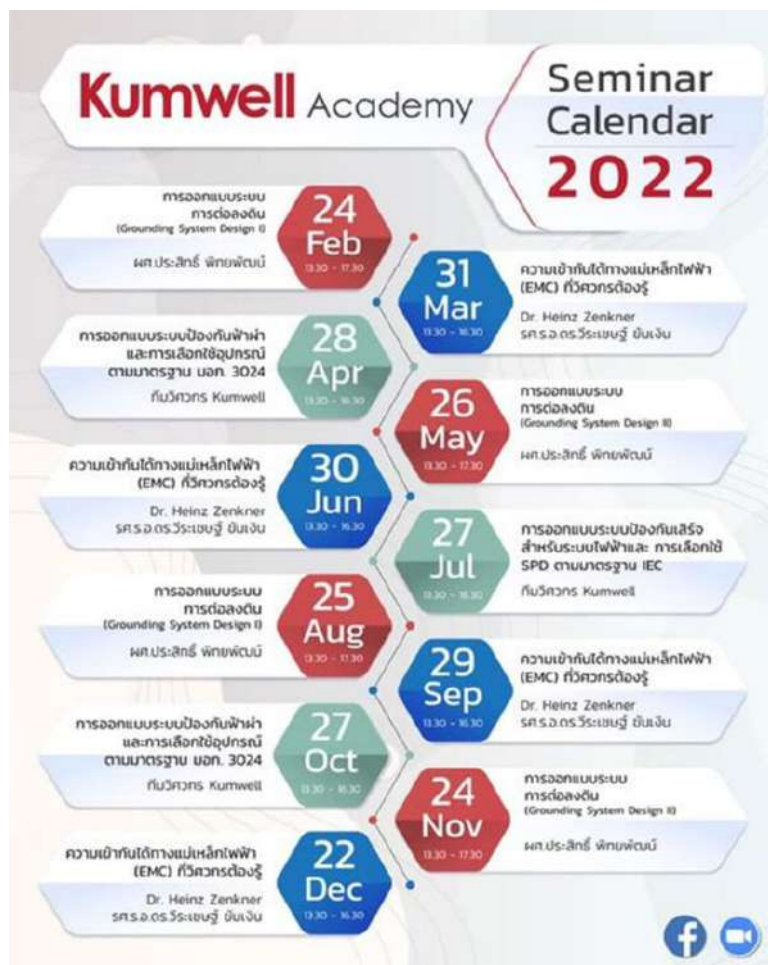 Kumwell Academy
Seminar
Calendar
2022
การออกแบบระบบ
การต่อลงดิน
(Grounding System Design I)
ผศ.ประสิทธิ์ พิทยพัฒน์
24
Feb
13.30 - 17.30
31
Mar
13.30 - 16.30
ความเข้ากันได้ทางแม่เหล็กไฟฟ้า
(EMC) ที่วิศวกรต้องรู้
Dr. Heinz Zenkner
รศ.ร.อ.ดร.วีระเชษฐ์ ขันเงิน
การออกแบบระบบป้องกันฟ้าผ่า
และการเลือกใช้อุปกรณ์
ตามมาตรฐาน มอก. 3024
ทีมวิศวกร Kumwell
28
Apr
13.30 - 16.30
26
May
13.30 - 17.30
การออกแบบระบบ
การต่อลงดิน
(Grounding System Design II)
ผศ.ประสิทธิ์ พิทยพัฒน์
ความเข้ากันได้ทางแม่เหล็กไฟฟ้า
(EMC) ที่วิศวกรต้องรู้
Dr. Heinz Zenkner
รศ.ร.อ.ดร.วีระเชษฐ์ ขันเงิน
30
Jun
13.30 - 16.30
27
Jul
13.30 - 16.30
การออกแบบระบบป้องกันเสิร์จ
สำหรับระบบไฟฟ้าและ การเลือกใช้
SPD ตามมาตรฐาน IEC
ทีมวิศวกร Kumwell
การออกแบบระบบ
การต่อลงดิน
(Grounding System Design I)
ผศ.ประสิทธิ์ พิทยพัฒน์
25
Aug
13.30 - 17.30
29
Sep
13.30 - 16.30
ความเข้ากันได้ทางแม่เหล็กไฟฟ้า
(EMC) ที่วิศวกรต้องรู้
Dr. Heinz Zenkner
รศ.ร.อ.ดร.วีระเชษฐ์ ขันเงิน
การออกแบบระบบป้องกันฟ้าผ่า
และการเลือกใช้อุปกรณ์
ตามมาตรฐาน มอก. 3024
ทีมวิศวกร Kumwell
27
Oct
13.30 - 16.30
24
Nov
13.30 - 17.30
การออกแบบระบบ
การต่อลงดิน
(Grounding System Design II)
ผศ.ประสิทธิ์ พิทยพัฒน์
ความเข้ากันได้ทางแม่เหล็กไฟฟ้า
(EMC) ที่วิศวกรต้องรู้
Dr. Heinz Zenkner
รศ.ร.อ.ดร.วีระเชษฐ์ ขันเงิน
22
Dec
13.30 - 16.30